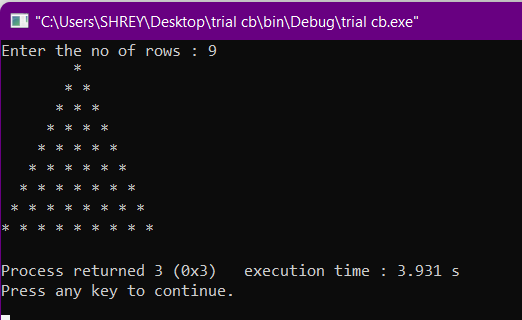 "C:\Users\SHREY\Desktop\trial cb\bin\Debug\trial cb.exe"
Enter the no of rows : 9
        *
       * *
      * * *
     * * * *
    * * * * *
   * * * * * *
  * * * * * * *
 * * * * * * * *
* * * * * * * * *
Process returned 3 (0x3)   execution time : 3.931 s
Press any key to continue.